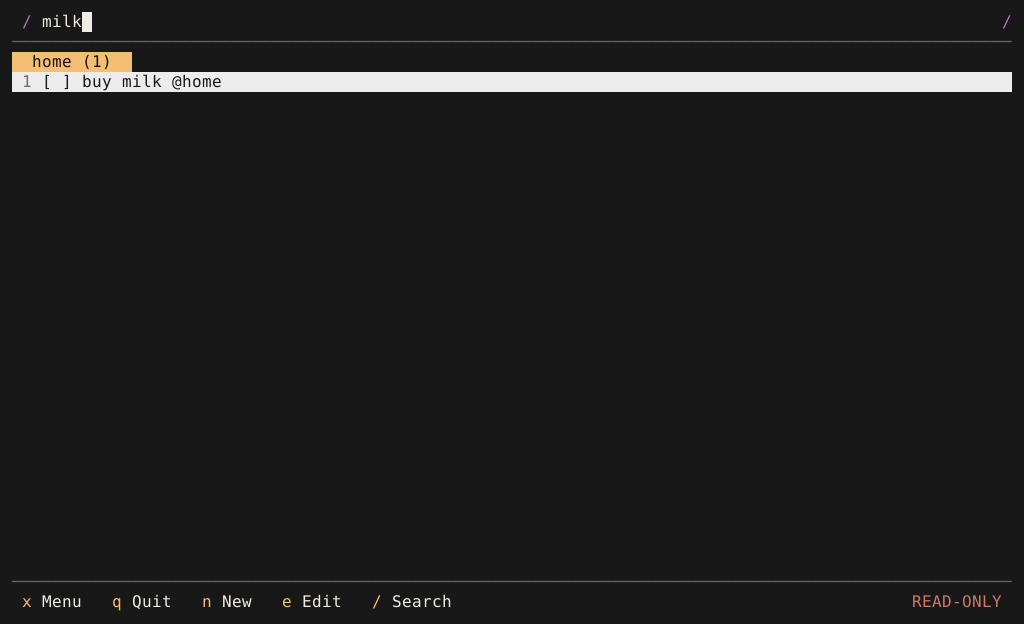 / milk /
home (1)
1 [ ] buy milk @home
x Menu q Quit n New e Edit / Search READ-ONLY